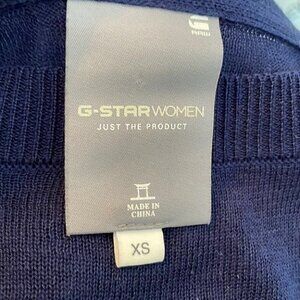 RAW
G-STAR WOMEN
JUST THE PRODUCT
MADE IN
CHINA
XS